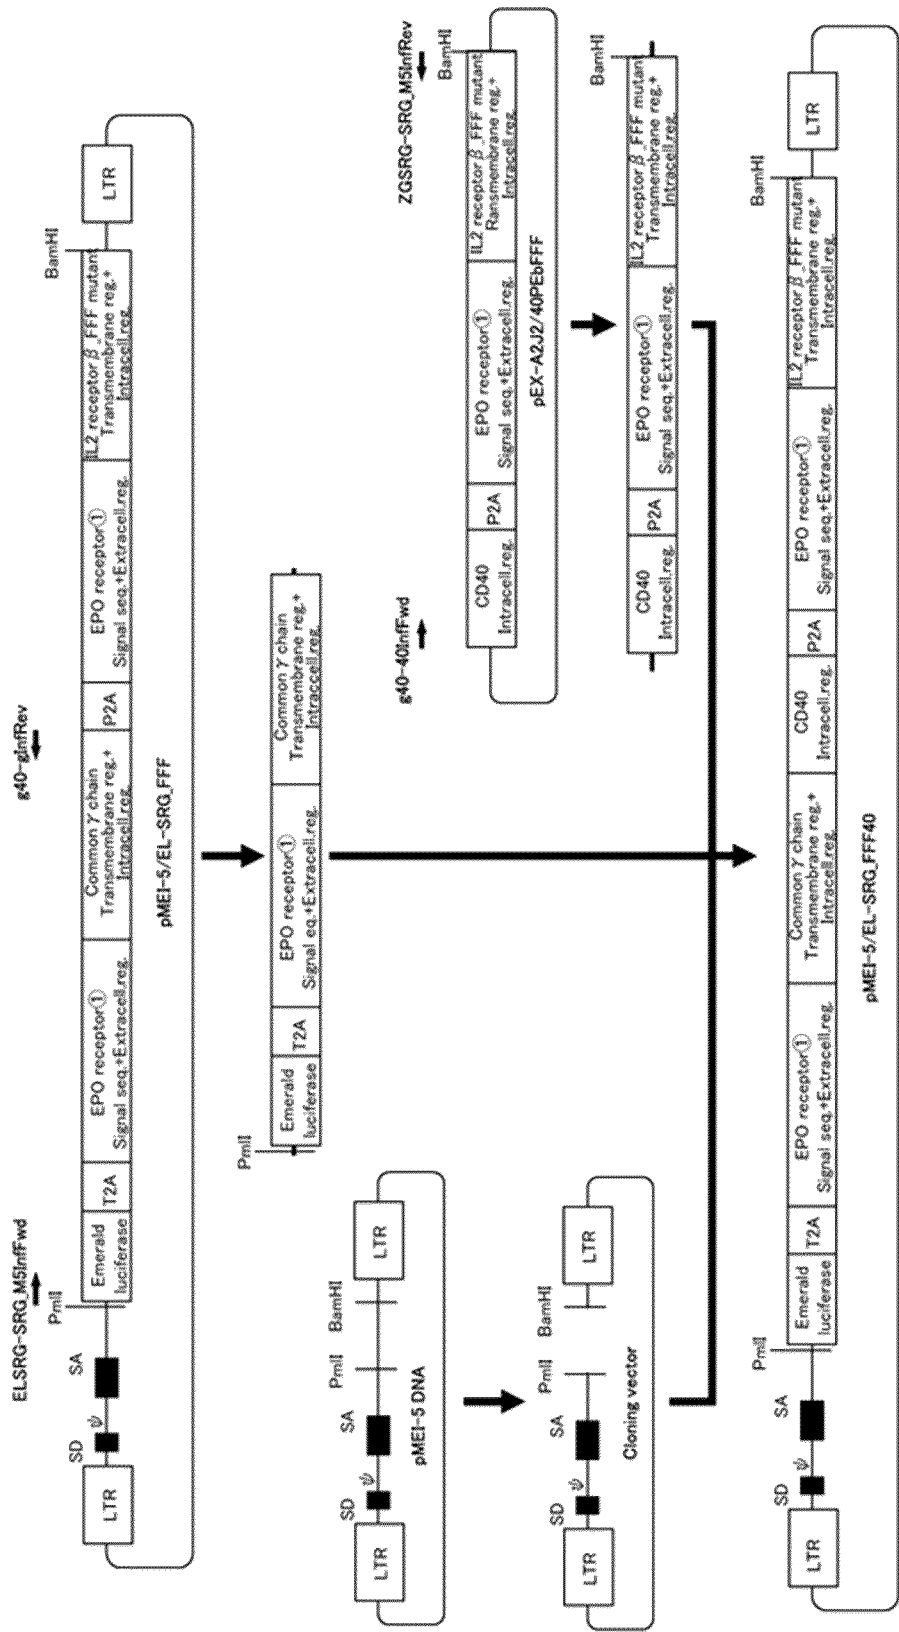 ELSRG-SRG_M5InfFwd
g40-gInfRev
PmlI
BamHI
SD
ψ
SA
LTR
Emerald
luciferase
T2A
EPO receptor①
Signal seq.+Extracell.reg.
Common γ chain
Transmembrane reg.+
Intracell.reg.
P2A
EPO receptor①
Signal seq.+Extracell.reg.
IL2 receptor β_FFF mutant
Transmembrane reg.+
Intracell.reg.
LTR
pMEI-5/EL-SRG_FFF
PmlI
Emerald
luciferase
T2A
EPO receptor①
Signal eq.+Extracell.reg.
Common γ chain
Transmembrane reg.+
Intraccell.reg.
SD
ψ
SA
PmlI
BamHI
LTR
LTR
pMEI-5 DNA
g40-40InfFwd
ZGSRG-SRG_M5InfRev
BamHI
CD40
Intracell.reg.
P2A
EPO receptor①
Signal seq.+Extracell.reg.
IL2 receptor β_FFF mutant
Ransmembrane reg.+
Intracell.reg.
pEX-A2J2/40PEbFFF
SD
ψ
SA
PmlI
BamHI
LTR
LTR
Cloning vector
BamHI
CD40
Intracell.reg.
P2A
EPO receptor①
Signal seq.+Extracell.reg.
IL2 receptor β_FFF mutant
Transmembrane reg.+
Intracell.reg.
SD
ψ
SA
PmlI
BamHI
LTR
Emerald
luciferase
T2A
EPO receptor①
Signal seq.+Extracell.reg.
Common γ chain
Transmembrane reg.+
Intracell.reg.
CD40
Intracell.reg.
P2A
EPO receptor①
Signal seq.+Extracell.reg.
IL2 receptor β_FFF mutant
Transmembrane reg.+
Intracell.reg.
LTR
pMEI-5/EL-SRG_FFF40